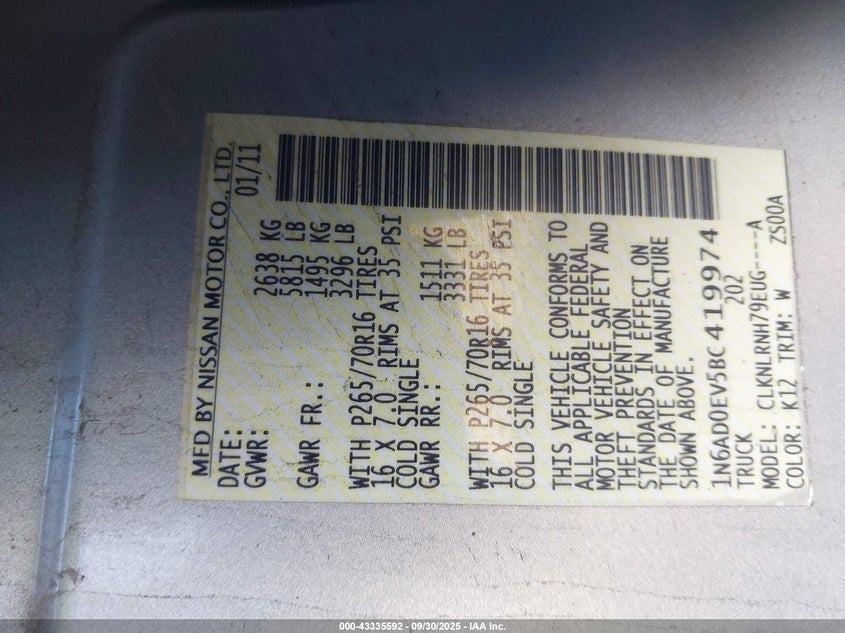 MFD BY NISSAN MOTOR CO., LTD.
DATE: 01/11
GVWR: 2638 KG
5815 LB
GAWR FR.: 1495 KG
3296 LB
WITH P265/70R16 TIRES
16 X 7.0 RIMS AT 35 PSI
COLD SINGLE
GAWR RR.: 1511 KG
3331 LB
WITH P265/70R16 TIRES
16 X 7.0 RIMS AT 35 PSI
COLD SINGLE
THIS VEHICLE CONFORMS TO
ALL APPLICABLE FEDERAL
MOTOR VEHICLE SAFETY AND
THEFT PREVENTION
STANDARDS IN EFFECT ON
THE DATE OF MANUFACTURE
SHOWN ABOVE.
1N6AD0EV5BC419974
TRUCK 202
MODEL: CLKNLRNH79EUG----A
COLOR: K12 TRIM: W ZS00A
000-43335592 - 09/30/2025 - IAA Inc.